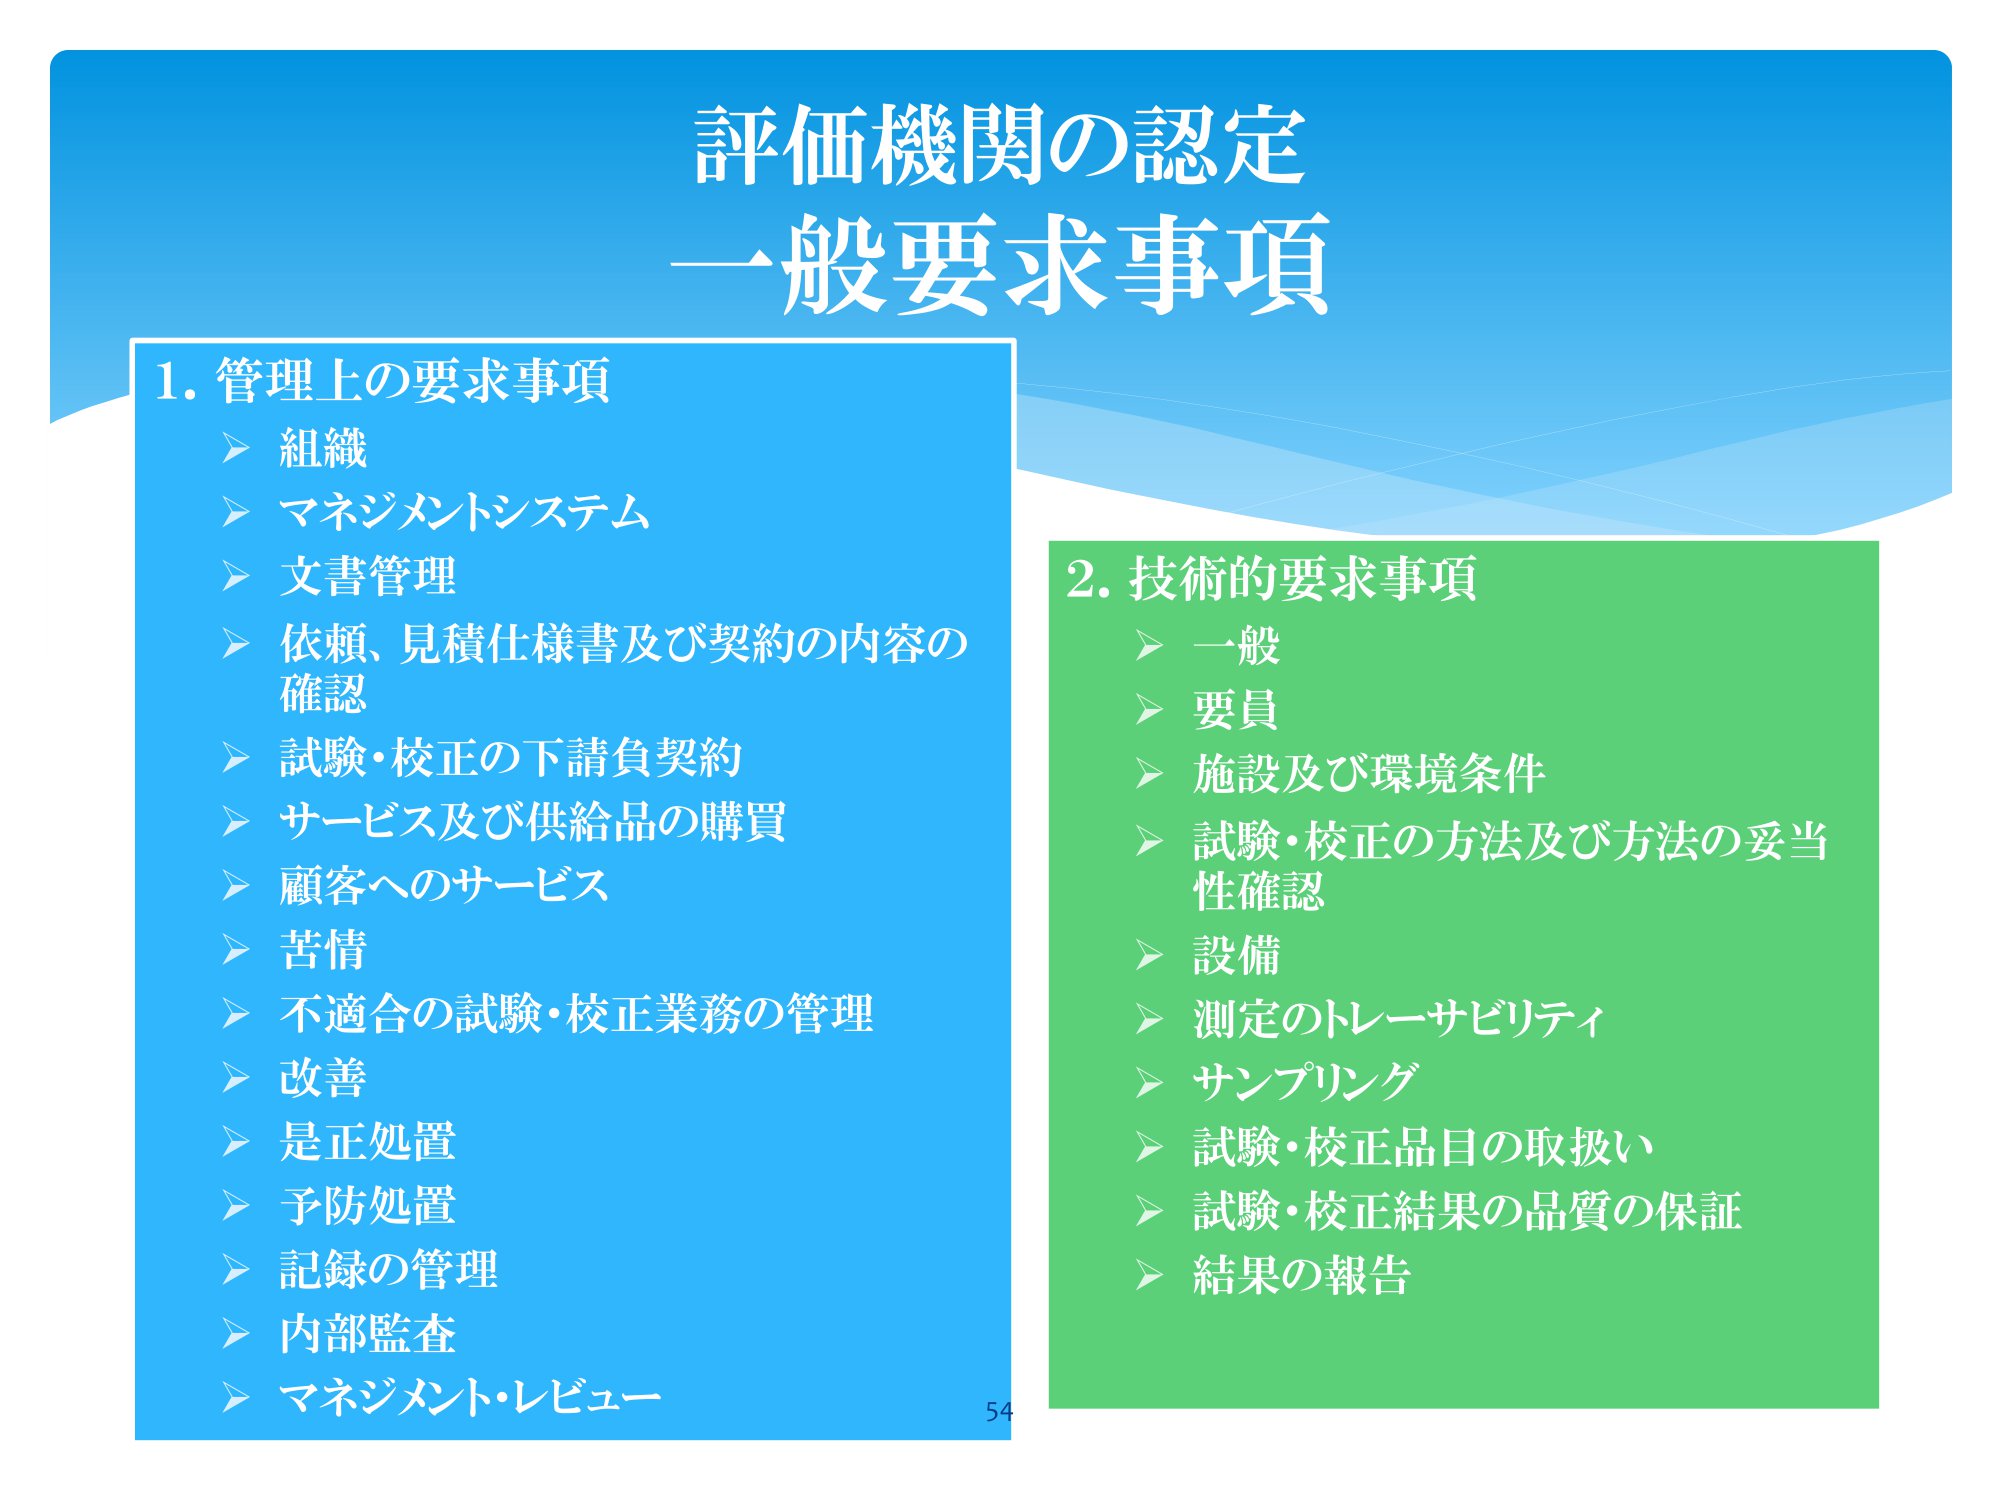 評価機関の認定
一般要求事項
1. 管理上の要求事項
➢ 組織
➢ マネジメントシステム
➢ 文書管理
➢ 依頼、見積仕様書及び契約の内容の
確認
➢ 試験・校正の下請負契約
➢ サービス及び供給品の購買
➢ 顧客へのサービス
➢ 苦情
➢ 不適合の試験・校正業務の管理
➢ 改善
➢ 是正処置
➢ 予防処置
➢ 記録の管理
➢ 内部監査
➢ マネジメント・レビュー
2. 技術的要求事項
➢ 一般
➢ 要員
➢ 施設及び環境条件
➢ 試験・校正の方法及び方法の妥当
性確認
➢ 設備
➢ 測定のトレーサビリティ
➢ サンプリング
➢ 試験・校正品目の取扱い
➢ 試験・校正結果の品質の保証
➢ 結果の報告
54